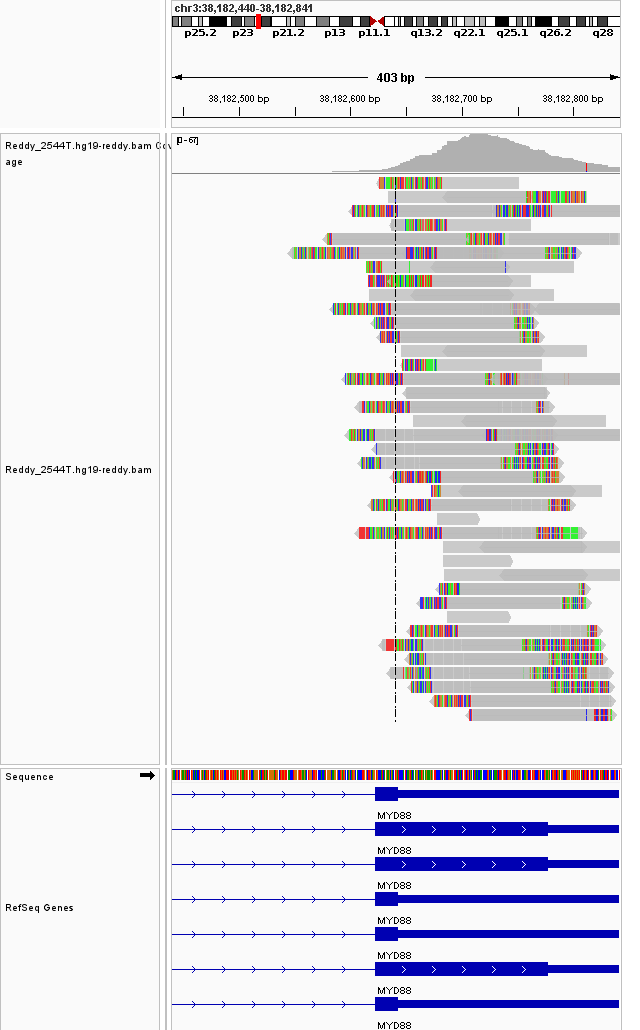 chr3:38,182,440-38,182,841
p25.2 p23 p21.2 p13 p11.1 q13.2 q22.1 q25.1 q26.2 q28
403 bp
38,182,500 bp 38,182,600 bp 38,182,700 bp 38,182,800 bp
[0-67]
Reddy_2544T.hg19-reddy.bam Cov
age
Reddy_2544T.hg19-reddy.bam
Sequence
MYD88
MYD88
MYD88
MYD88
RefSeq Genes
MYD88
MYD88
MYD88
MYD88